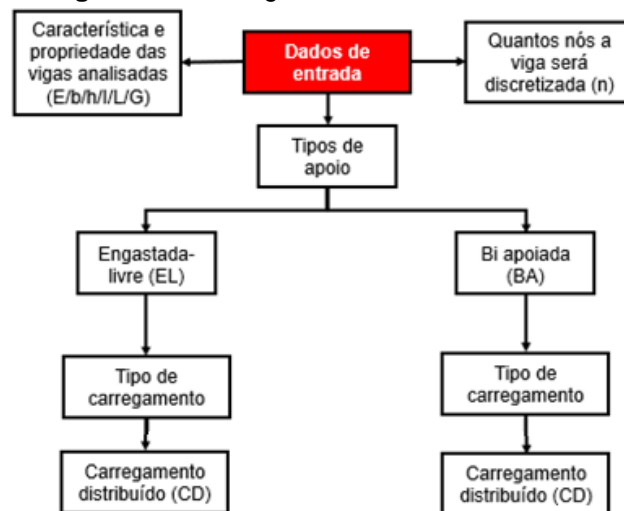 Característica e
propriedade das
vigas analisadas
(E/b/h/I/L/G)
Dados de
entrada
Quantos nós a
viga será
discretizada (n)
Tipos de
apoio
Engastada-
livre (EL)
Bi apoiada
(BA)
Tipo de
carregamento
Tipo de
carregamento
Carregamento
distribuído (CD)
Carregamento
distribuído (CD)